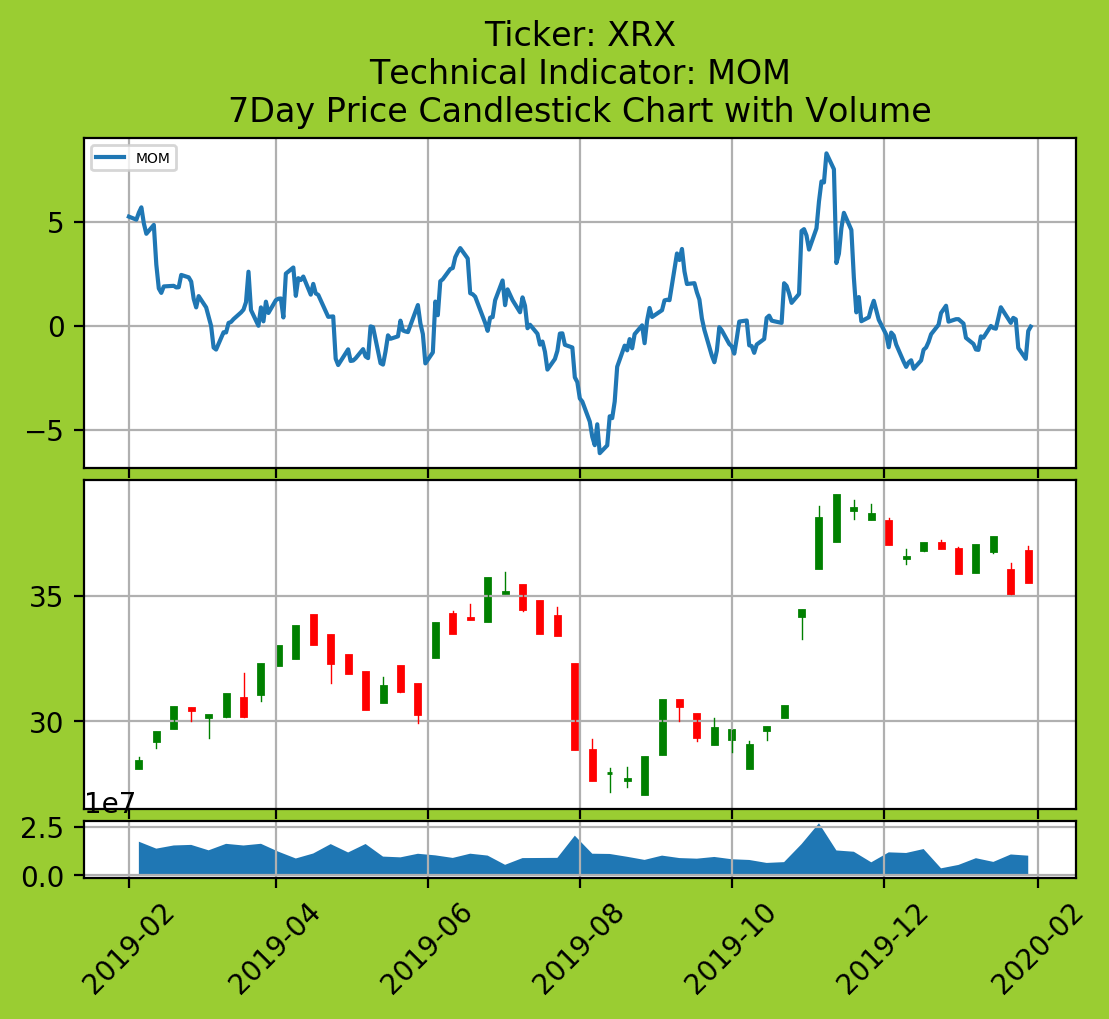 Ticker: XRX
Technical Indicator: MOM
7Day Price Candlestick Chart with Volume
MOM
5
0
−5
35
30
1e7
2.5
0.0
2019-02
2019-04
2019-06
2019-08
2019-10
2019-12
2020-02